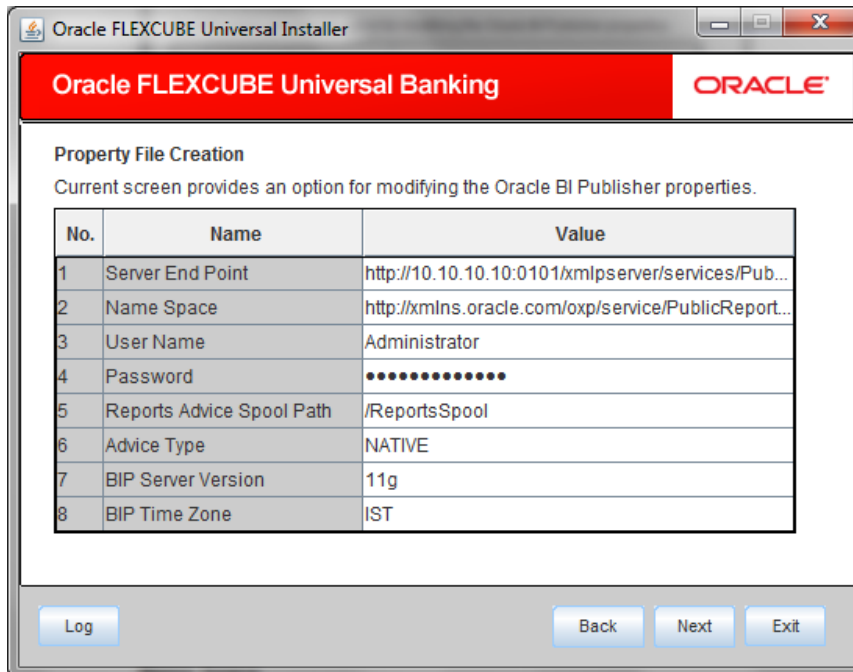 Oracle FLEXCUBE Universal Installer
Oracle FLEXCUBE Universal Banking
ORACLE
Property File Creation
Current screen provides an option for modifying the Oracle BI Publisher properties.
No. Name Value
1 Server End Point http://10.10.10.10:0101/xmlpserver/services/Pub...
2 Name Space http://xmlns.oracle.com/oxp/service/PublicReport...
3 User Name Administrator
4 Password •••••••••••••
5 Reports Advice Spool Path /ReportsSpool
6 Advice Type NATIVE
7 BIP Server Version 11g
8 BIP Time Zone IST
Log Back Next Exit